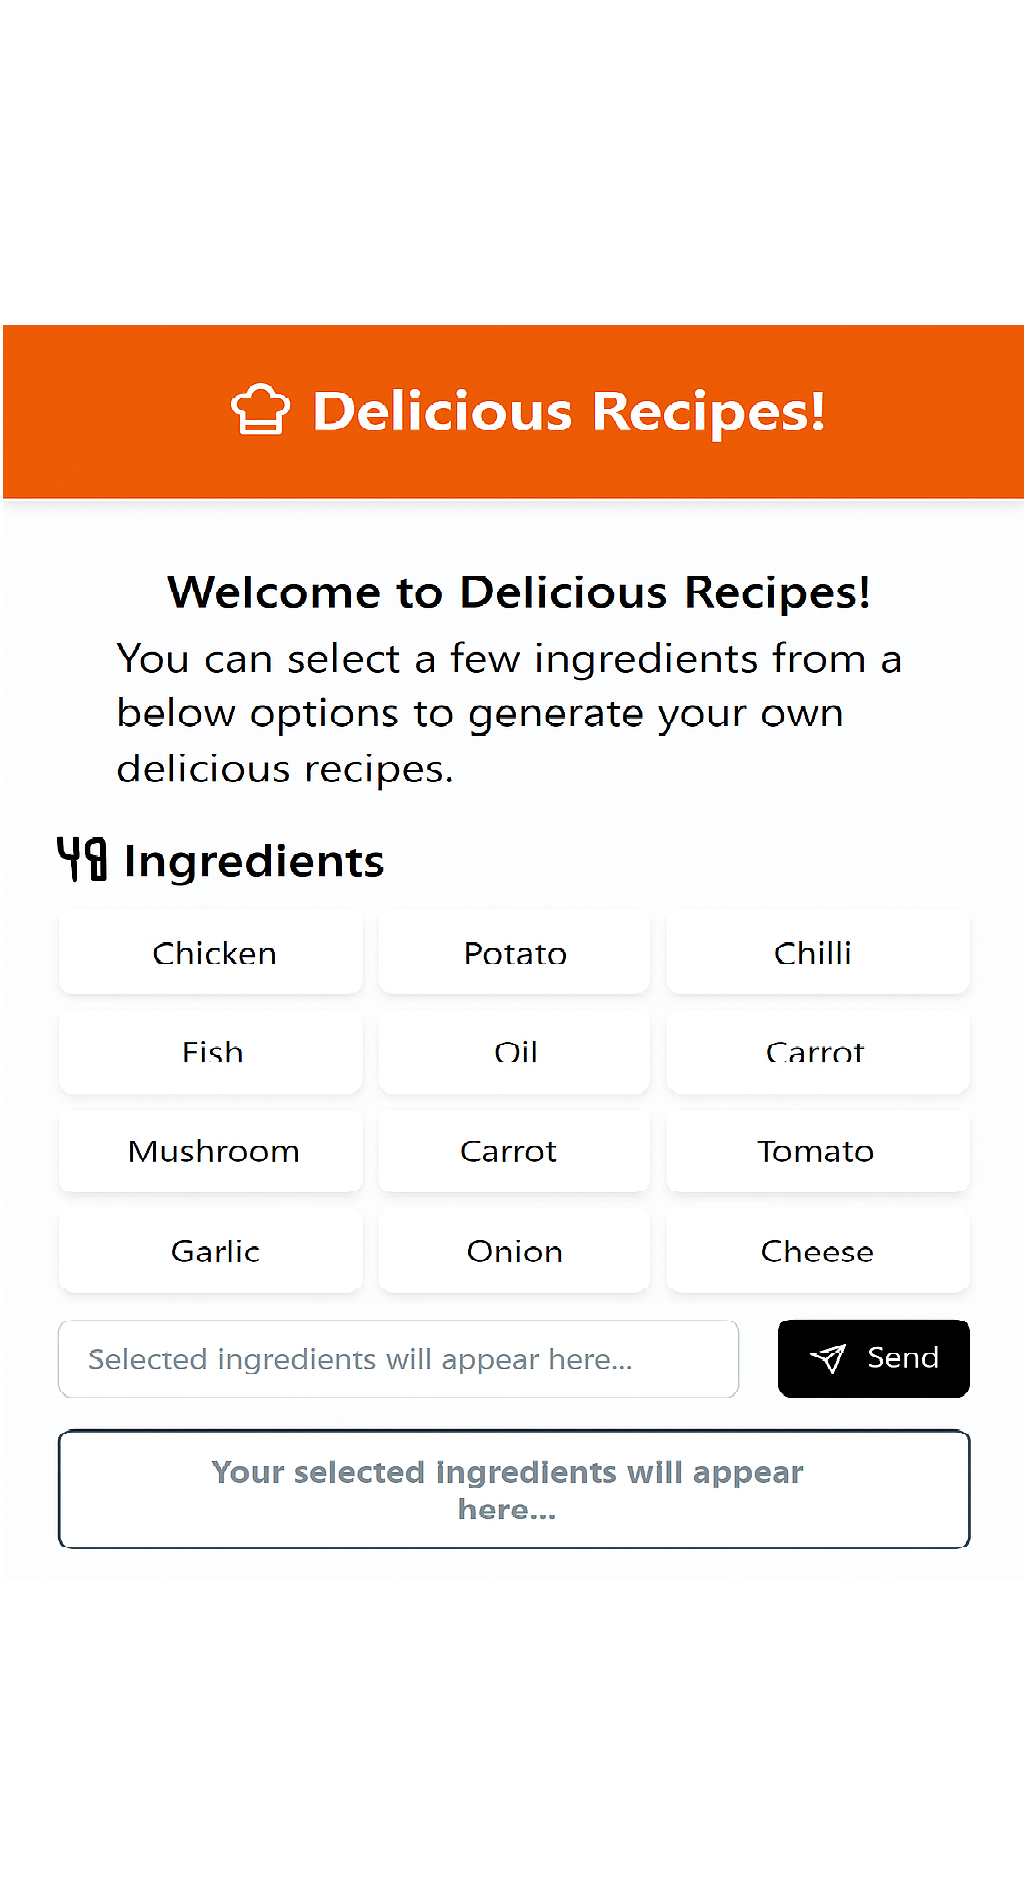 Delicious Recipes!
Welcome to Delicious Recipes!
You can select a few ingredients from a
below options to generate your own
delicious recipes.
Ingredients
Chicken Potato Chilli
Fish Oil Carrot
Mushroom Carrot Tomato
Garlic Onion Cheese
Selected ingredients will appear here... Send
Your selected ingredients will appear
here...